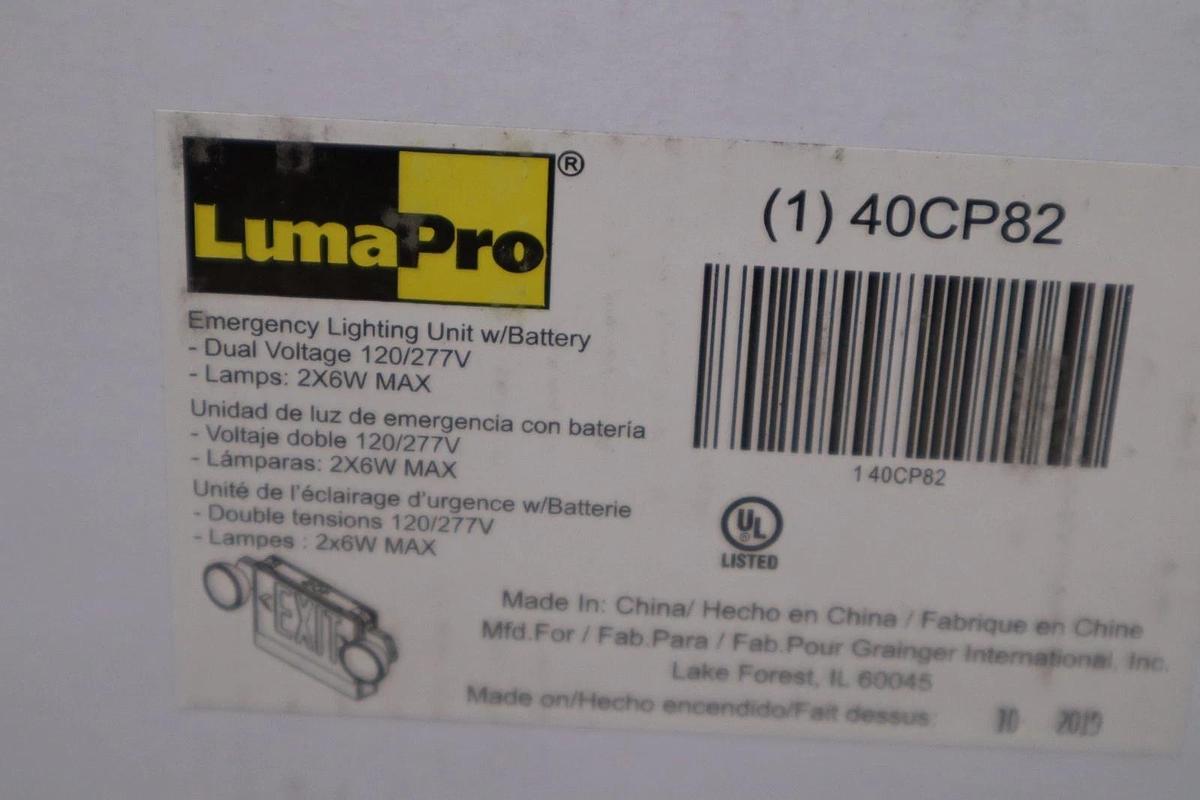 LumaPro®
(1) 40CP82
Emergency Lighting Unit w/Battery
- Dual Voltage 120/277V
- Lamps: 2X6W MAX
Unidad de luz de emergencia con batería
- Voltaje doble 120/277V
- Lámparas: 2X6W MAX
Unité de l'éclairage d'urgence w/Batterie
- Double tensions 120/277V
- Lampes : 2x6W MAX
EXIT
1 40CP82
UL
®
LISTED
Made In: China/ Hecho en China / Fabrique en Chine
Mfd.For / Fab.Para / Fab.Pour Grainger International, Inc.
Lake Forest, IL 60045
Made on/Hecho encendido/Fait dessus: 10 2019